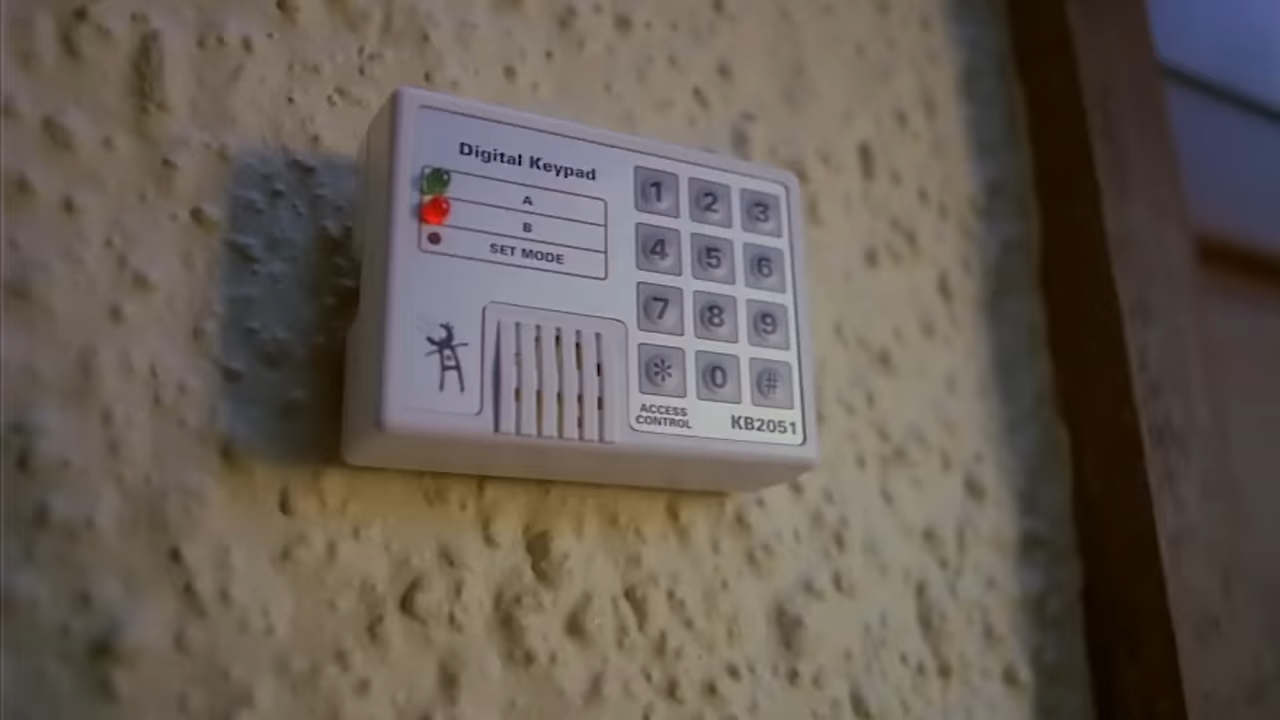 Digital Keypad
A
B
SET MODE
1 2 3
4 5 6
7 8 9
* 0 #
ACCESS
CONTROL
KB2051